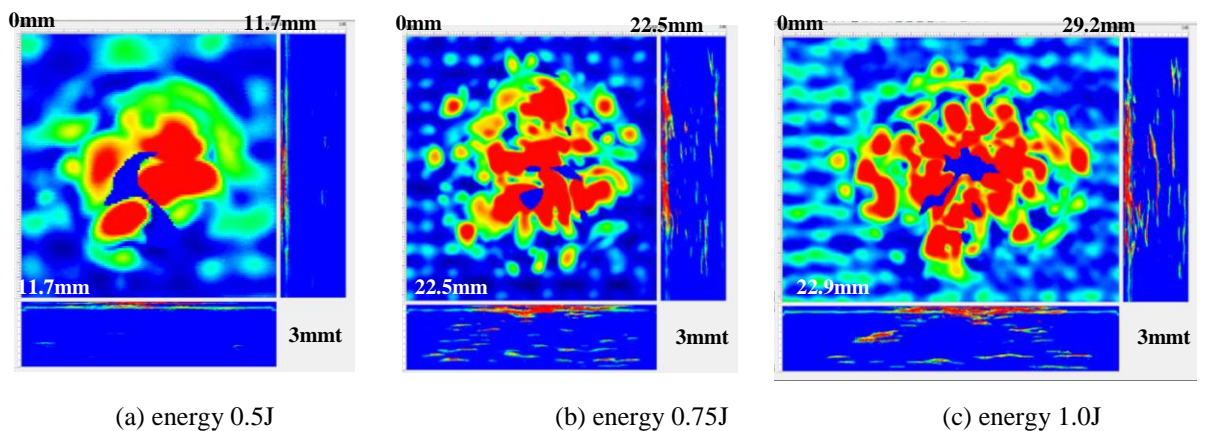 0mm 11.7mm
11.7mm
3mmt
0mm 22.5mm
22.5mm
3mmt
0mm 29.2mm
22.9mm
3mmt
(a) energy 0.5J
(b) energy 0.75J
(c) energy 1.0J